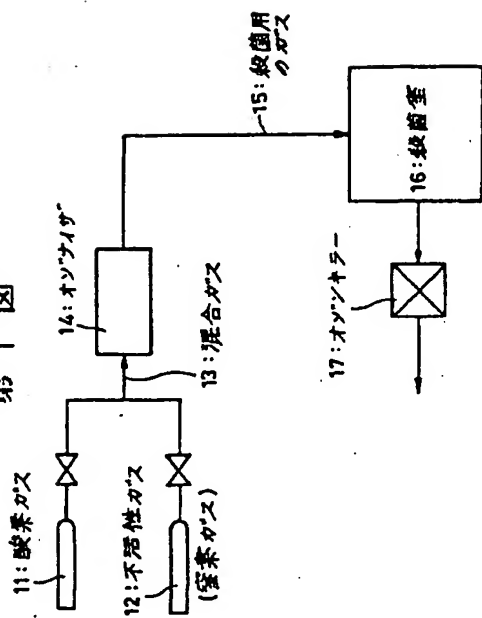 第 1 図
11:酸素ガス
12:不活性ガス
(窒素ガス)
13:混合ガス
14:オゾナイザ
15:殺菌用
のガス
16:殺菌室
17:オゾンキラー